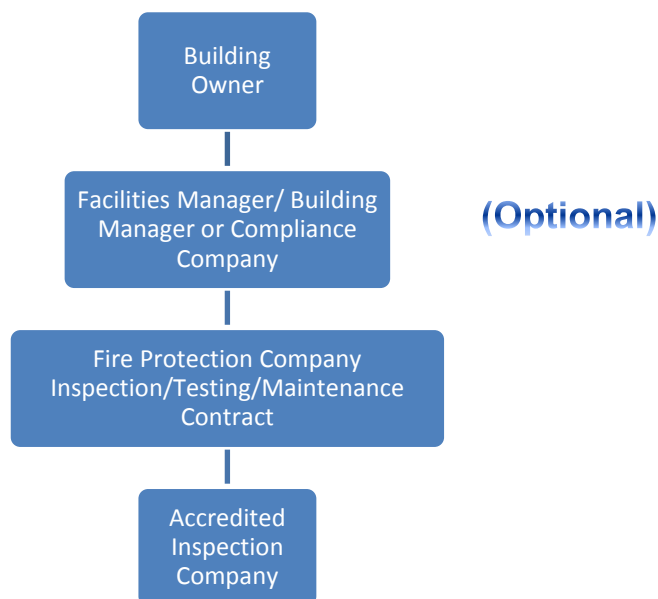 Building
Owner
Facilities Manager/ Building
Manager or Compliance
Company
(Optional)
Fire Protection Company
Inspection/Testing/Maintenance
Contract
Accredited
Inspection
Company